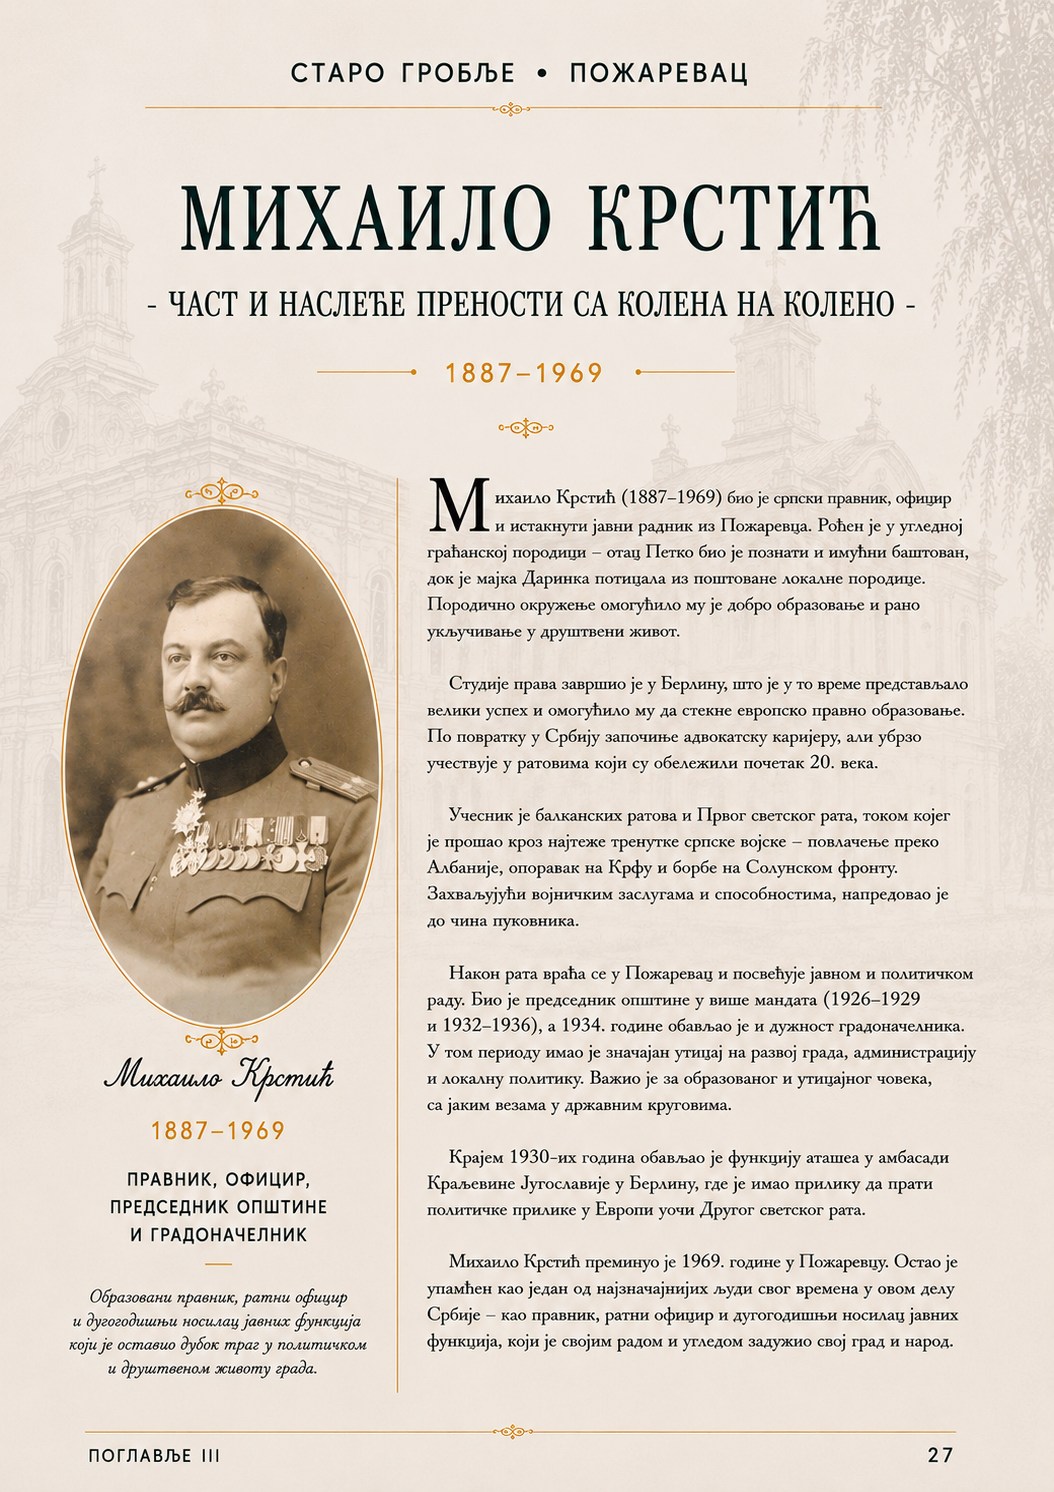 СТАРО ГРОБЉЕ • ПОЖАРЕВАЦ
МИХАИЛО КРСТИЋ
- ЧАСТ И НАСЛЕЂЕ ПРЕНОСТИ СА КОЛЕНА НА КОЛЕНО -
1887–1969
Михаило Крстић (1887–1969) био је српски правник, официр
и истакнути јавни радник из Пожаревца. Рођен је у угледној
грађанској породици – отац Петко био је познати и имућни баштован,
док је мајка Даринка потицала из поштоване локалне породице.
Породично окружење омогућило му је добро образовање и рано
укључивање у друштвени живот.
Студије права завршио је у Берлину, што је у то време представљало
велики успех и омогућило му да стекне европско правно образовање.
По повратку у Србију започиње адвокатску каријеру, али убрзо
учествује у ратовима који су обележили почетак 20. века.
Учесник је балканских ратова и Првог светског рата, током којег
је прошао кроз најтеже тренутке српске војске – повлачење преко
Албаније, опоравак на Крфу и борбе на Солунском фронту.
Захваљујући војничким заслугама и способностима, напредовао је
до чина пуковника.
Након рата враћа се у Пожаревац и посвећује јавном и политичком
раду. Био је председник општине у више мандата (1926–1929
и 1932–1936), а 1934. године обављао је и дужност градоначелника.
У том периоду имао је значајан утицај на развој града, администрацију
и локалну политику. Важио је за образованог и утицајног човека,
са јаким везама у државним круговима.
Крајем 1930-их година обављао је функцију аташеа у амбасади
Краљевине Југославије у Берлину, где је имао прилику да прати
политичке прилике у Европи уочи Другог светског рата.
Михаило Крстић преминуо је 1969. године у Пожаревцу. Остао је
упамћен као један од најзначајнијих људи свог времена у овом делу
Србије – као правник, ратни официр и дугогодишњи носилац јавних
функција, који је својим радом и угледом задужио свој град и народ.
Михаило Крстић
1887–1969
ПРАВНИК, ОФИЦИР,
ПРЕДСЕДНИК ОПШТИНЕ
И ГРАДОНАЧЕЛНИК
Образовани правник, ратни официр
и дугогодишњи носилац јавних функција
који је оставио дубок траг у политичком
и друштвеном животу града.
ПОГЛАВЉЕ III
27